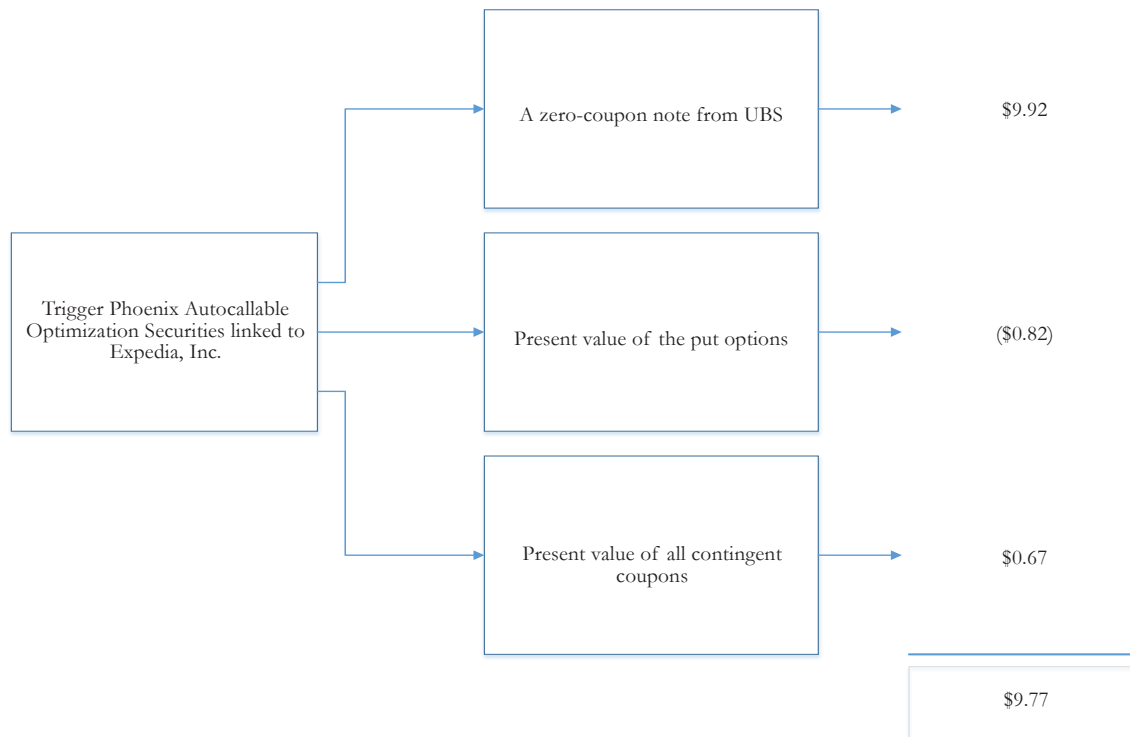 A zero-coupon note from UBS
$9.92
Trigger Phoenix Autocallable
Optimization Securities linked to
Expedia, Inc.
Present value of the put options
($0.82)
Present value of all contingent
coupons
$0.67
$9.77